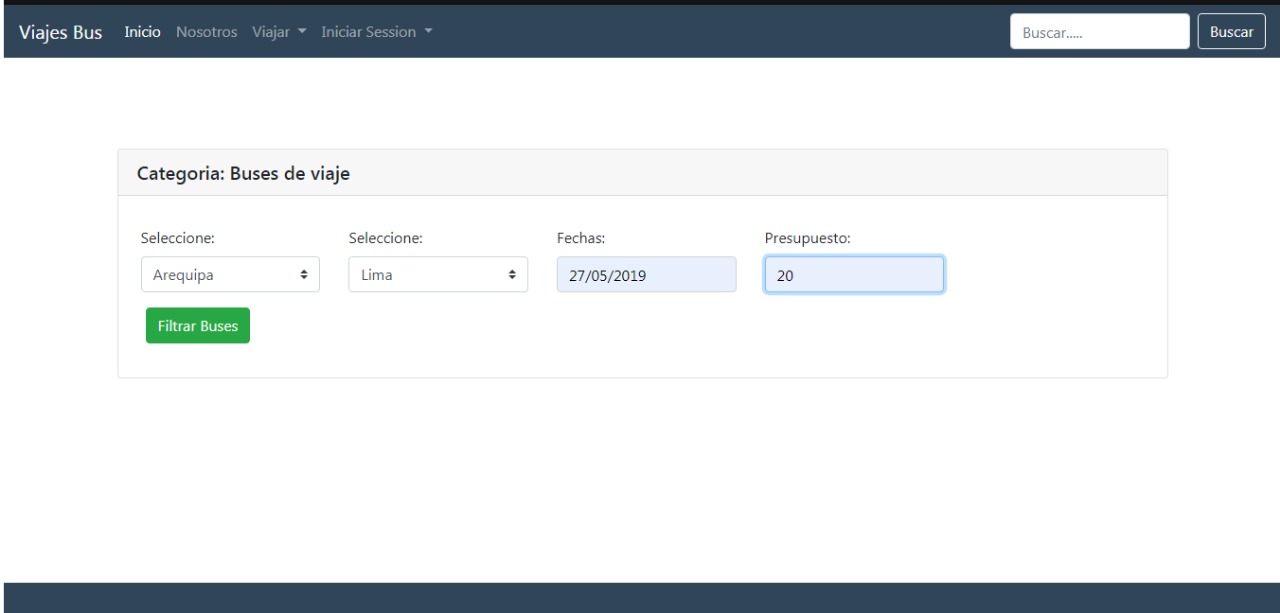 Viajes Bus Inicio Nosotros Viajar Iniciar Session Buscar..... Buscar
Categoria: Buses de viaje
Seleccione: Seleccione: Fechas: Presupuesto:
Arequipa Lima 27/05/2019 20
Filtrar Buses